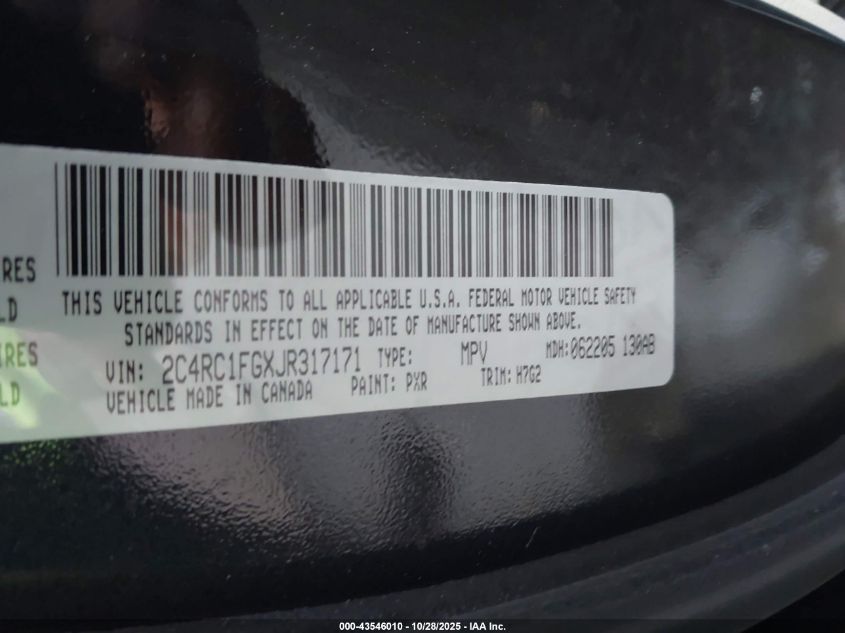 IRES
LD
IRES
LD
THIS VEHICLE CONFORMS TO ALL APPLICABLE U.S.A. FEDERAL MOTOR VEHICLE SAFETY
STANDARDS IN EFFECT ON THE DATE OF MANUFACTURE SHOWN ABOVE.
VIN: 2C4RC1FGXJR317171 TYPE: MPV MDH:062205 130AB
VEHICLE MADE IN CANADA PAINT: PXR TRIM: H7G2
000-43546010 - 10/28/2025 - IAA Inc.